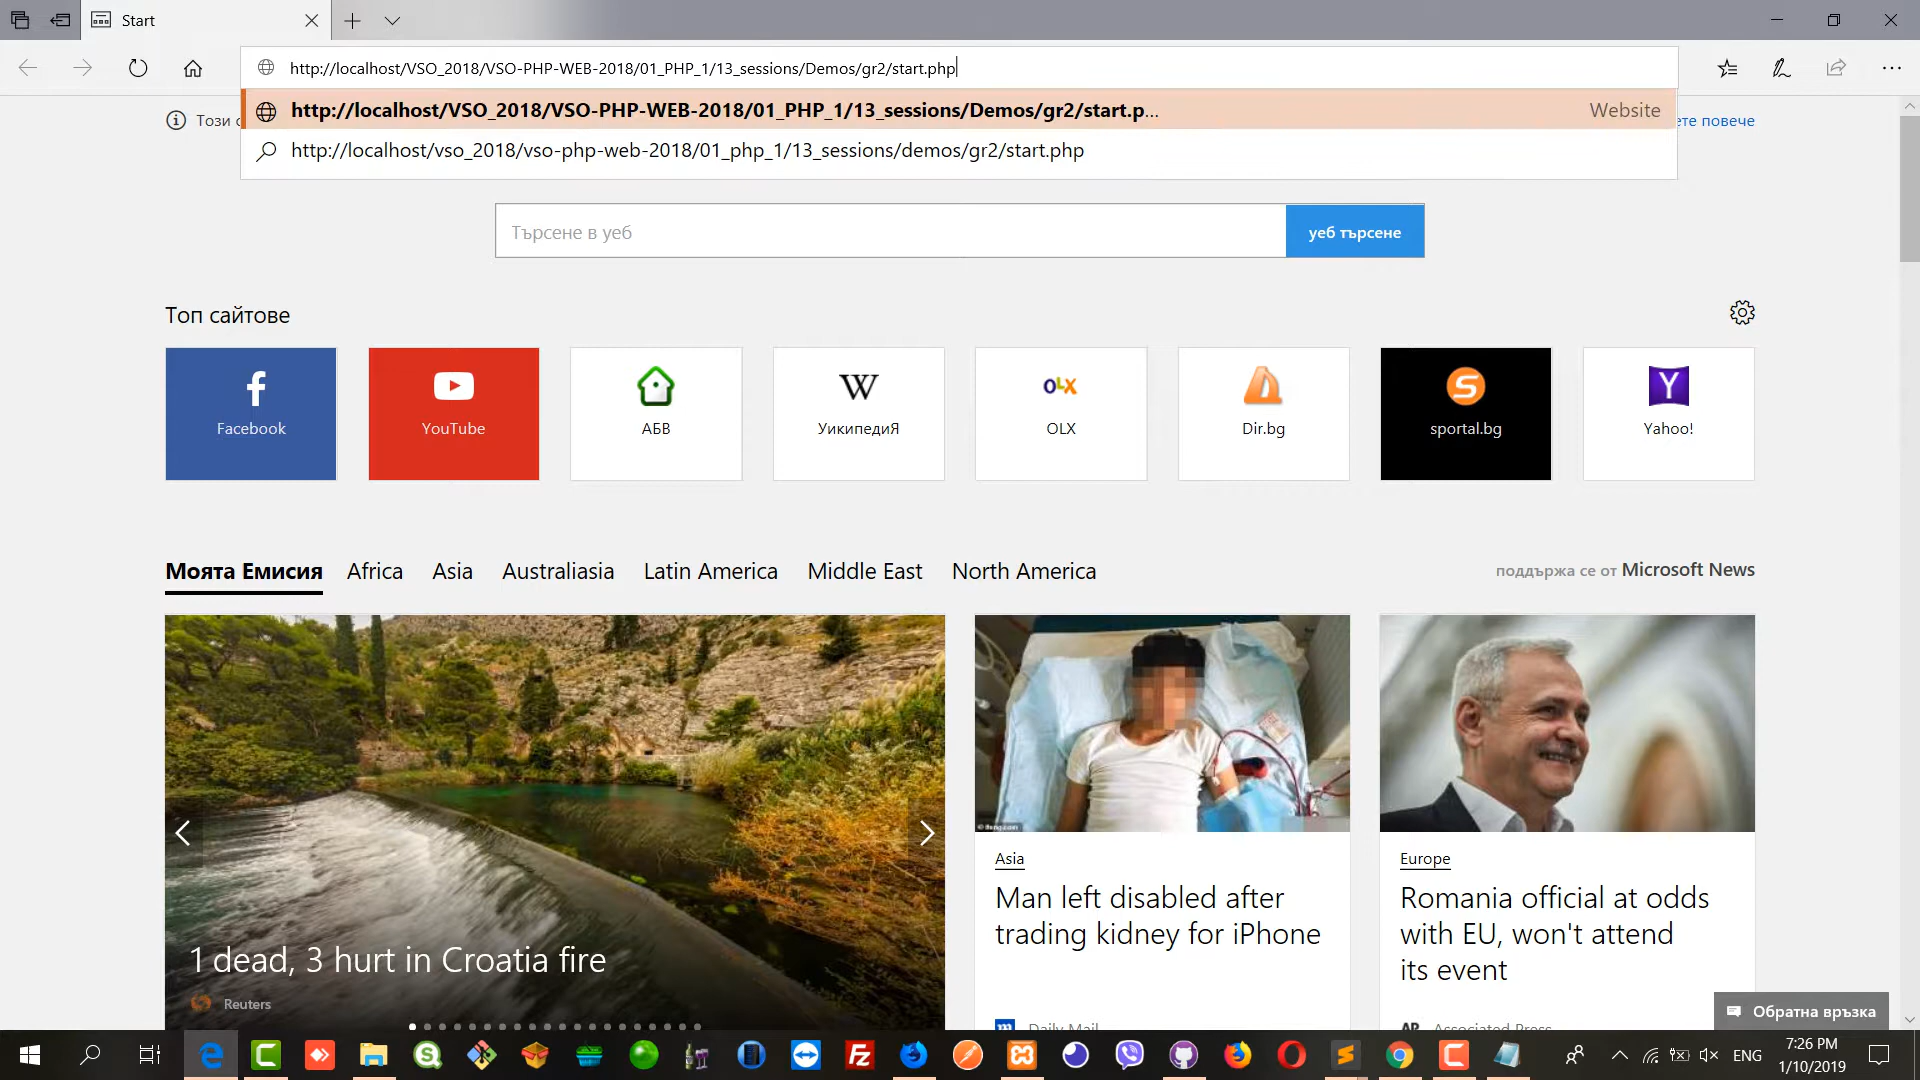 Start
http://localhost/VSO_2018/VSO-PHP-WEB-2018/01_PHP_1/13_sessions/Demos/gr2/start.php
http://localhost/VSO_2018/VSO-PHP-WEB-2018/01_PHP_1/13_sessions/Demos/gr2/start.p... Website
http://localhost/vso_2018/vso-php-web-2018/01_php_1/13_sessions/demos/gr2/start.php
Този
повече
Търсене в уеб
уеб търсене
Топ сайтове
Facebook
YouTube
АБВ
W
УикипедиЯ
OLX
OLX
Dir.bg
S
sportal.bg
Y
Yahoo!
Моята Емисия Africa Asia Australiasia Latin America Middle East North America
поддържа се от Microsoft News
1 dead, 3 hurt in Croatia fire
Reuters
Asia
Man left disabled after
trading kidney for iPhone
Daily Mail
Europe
Romania official at odds
with EU, won't attend
its event
Associated Press
Обратна връзка
ENG
7:26 PM
1/10/2019